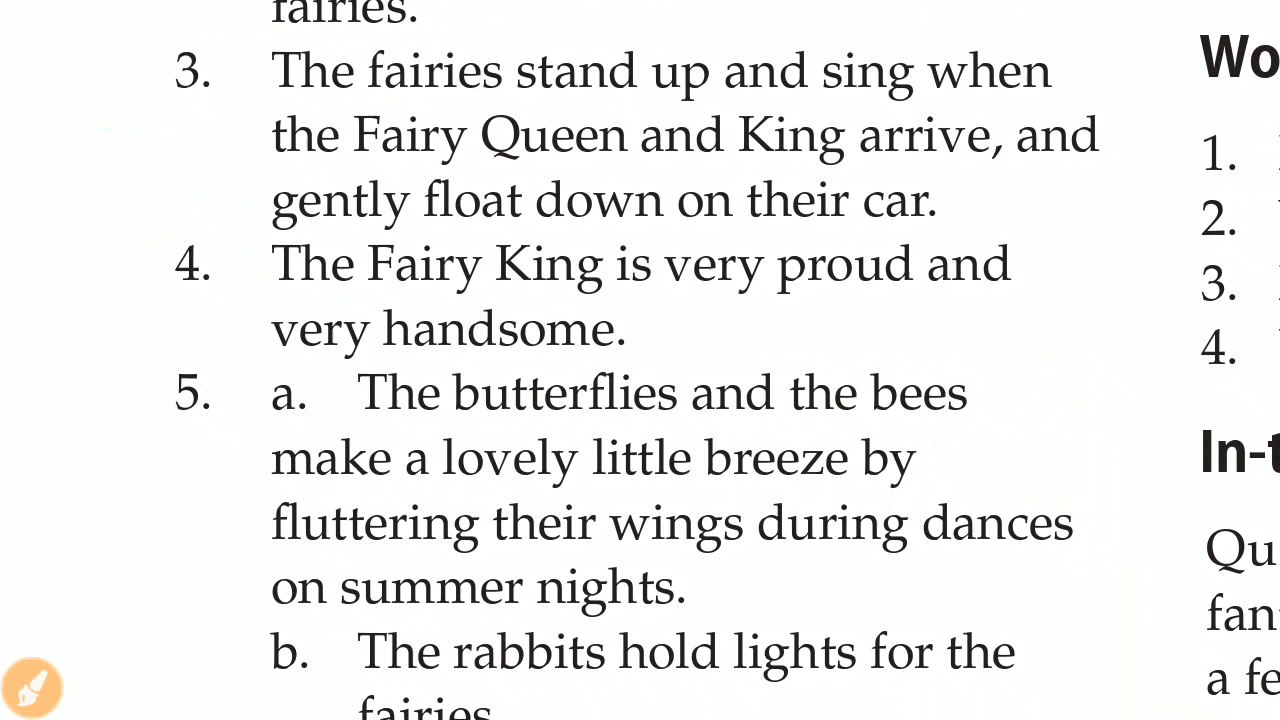 fairies.
3. The fairies stand up and sing when
the Fairy Queen and King arrive, and
gently float down on their car.
4. The Fairy King is very proud and
very handsome.
5. a. The butterflies and the bees
make a lovely little breeze by
fluttering their wings during dances
on summer nights.
b. The rabbits hold lights for the
fairies
Wo
1.
2.
3.
4.
In-t
Qu
fan
a fe